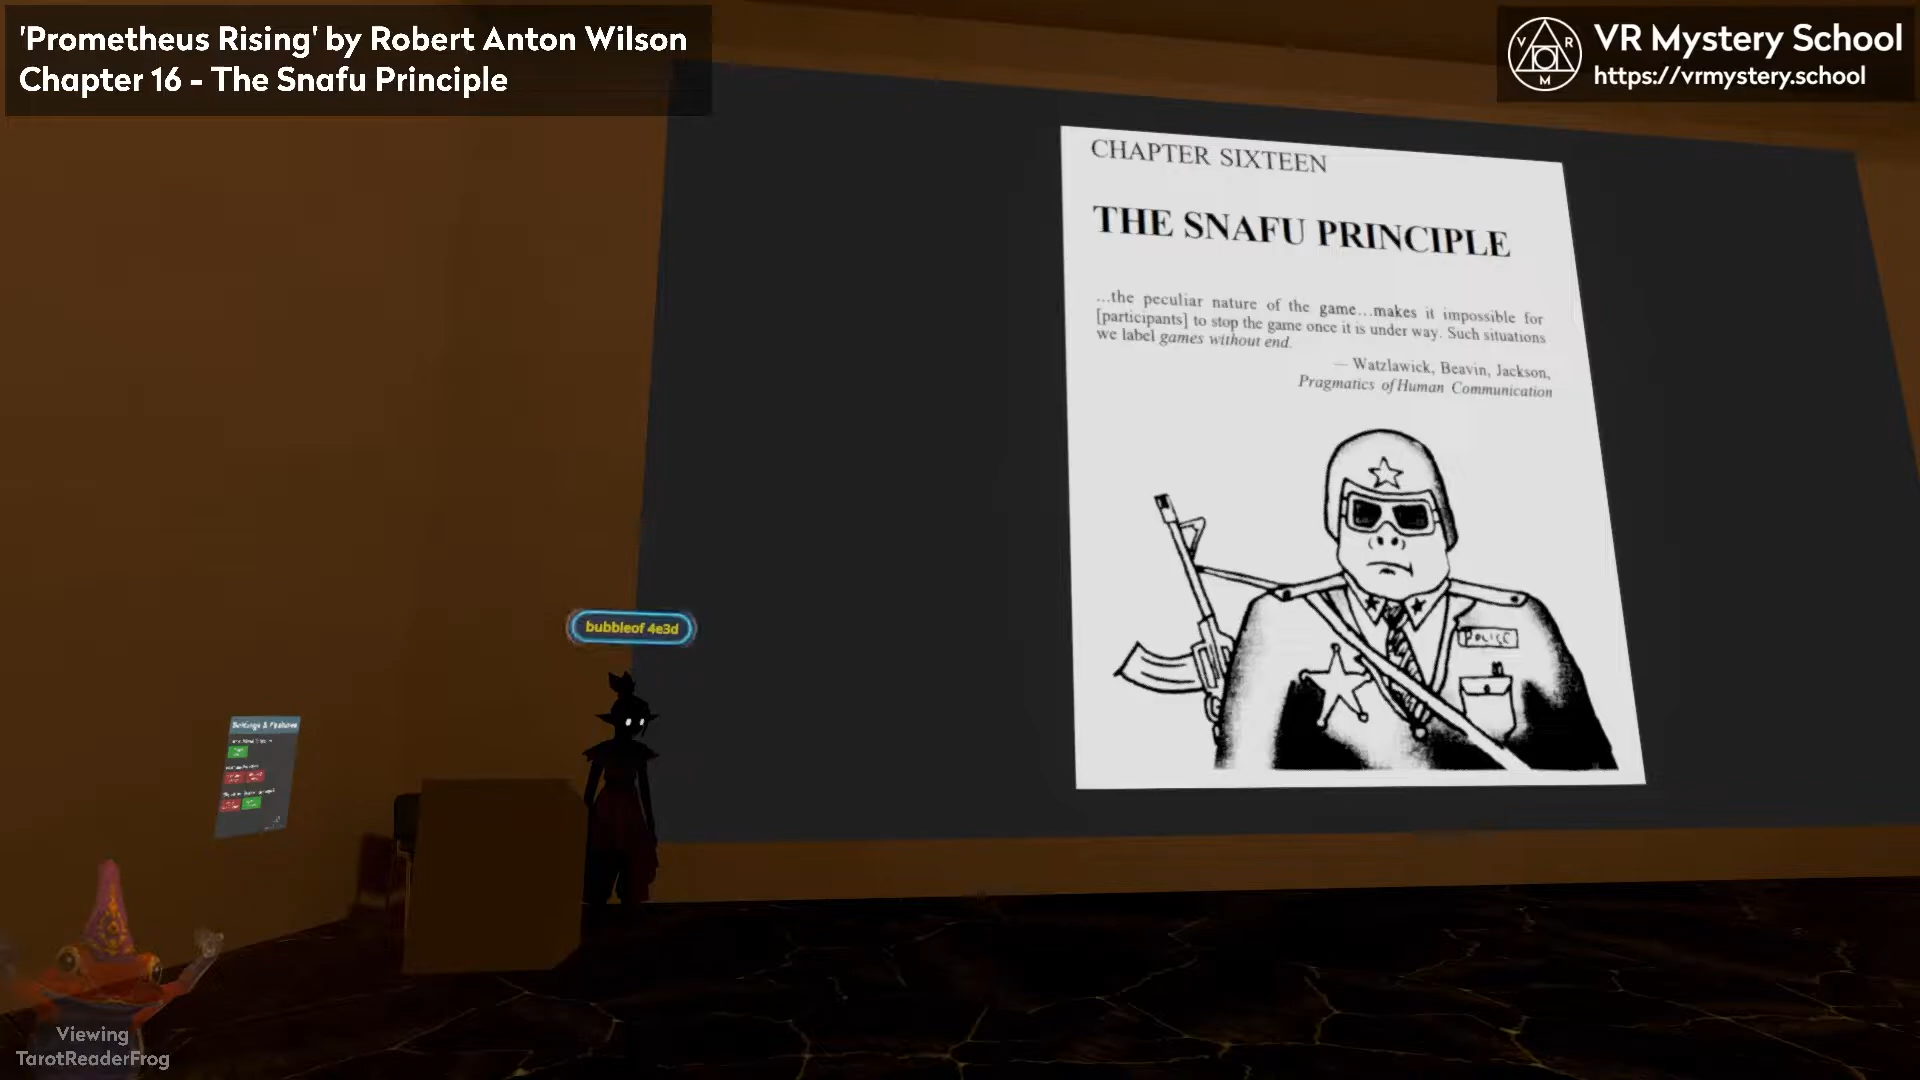 'Prometheus Rising' by Robert Anton Wilson
Chapter 16 - The Snafu Principle
VR Mystery School
https://vrmystery.school
V R
M
CHAPTER SIXTEEN
THE SNAFU PRINCIPLE
...the peculiar nature of the game...makes it impossible for
[participants] to stop the game once it is under way. Such situations
we label games without end.
— Watzlawick, Beavin, Jackson,
Pragmatics of Human Communication
POLICE
bubbleof 4e3d
Settings & Features
Viewing
TarotReaderFrog